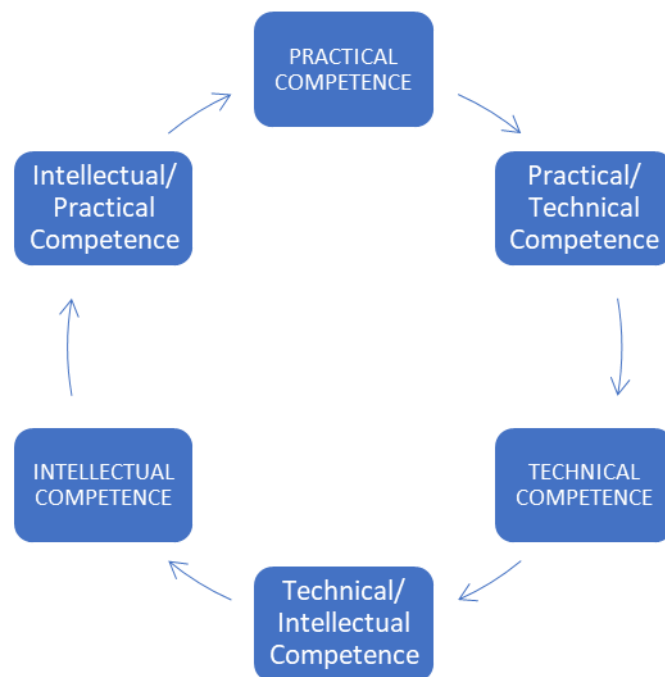 PRACTICAL
COMPETENCE
Practical/
Technical
Competence
TECHNICAL
COMPETENCE
Technical/
Intellectual
Competence
INTELLECTUAL
COMPETENCE
Intellectual/
Practical
Competence